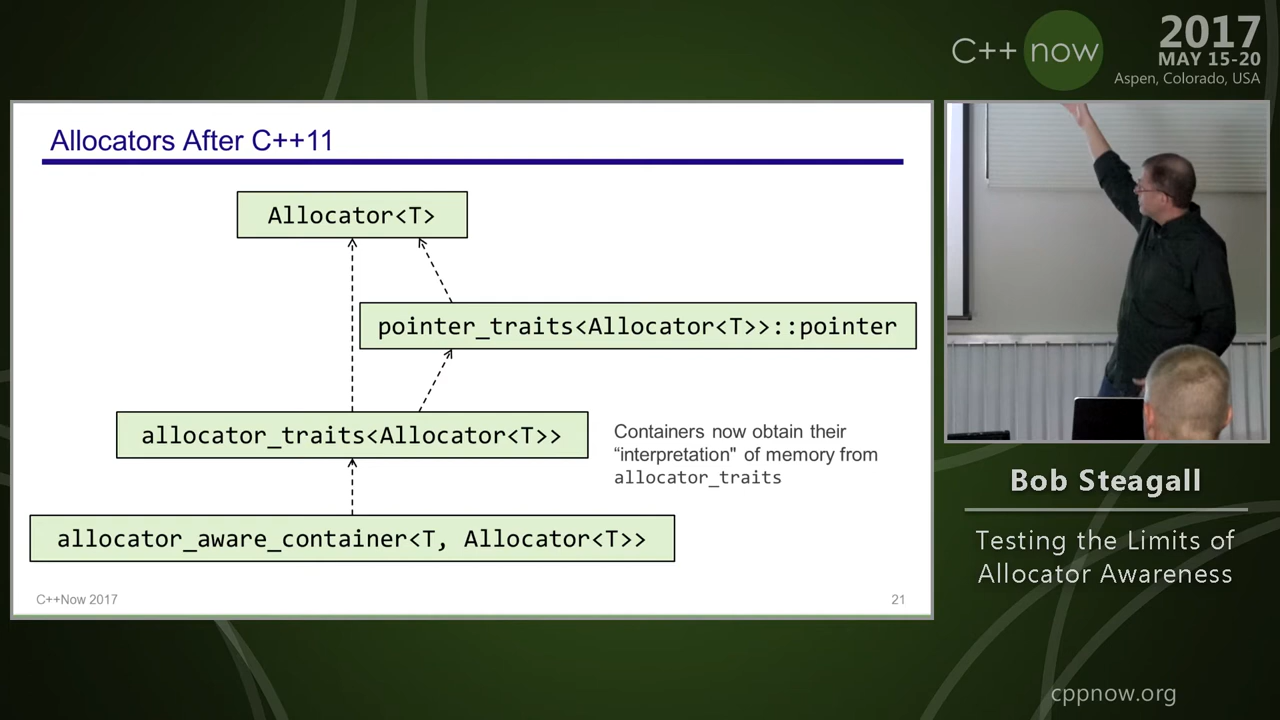 C++ now
2017
MAY 15-20
Aspen, Colorado, USA
Allocators After C++11
Allocator<T>
pointer_traits<Allocator<T>>::pointer
allocator_traits<Allocator<T>>
Containers now obtain their
“interpretation" of memory from
allocator_traits
allocator_aware_container<T, Allocator<T>>
C++Now 2017
21
Bob Steagall
Testing the Limits of
Allocator Awareness
cppnow.org